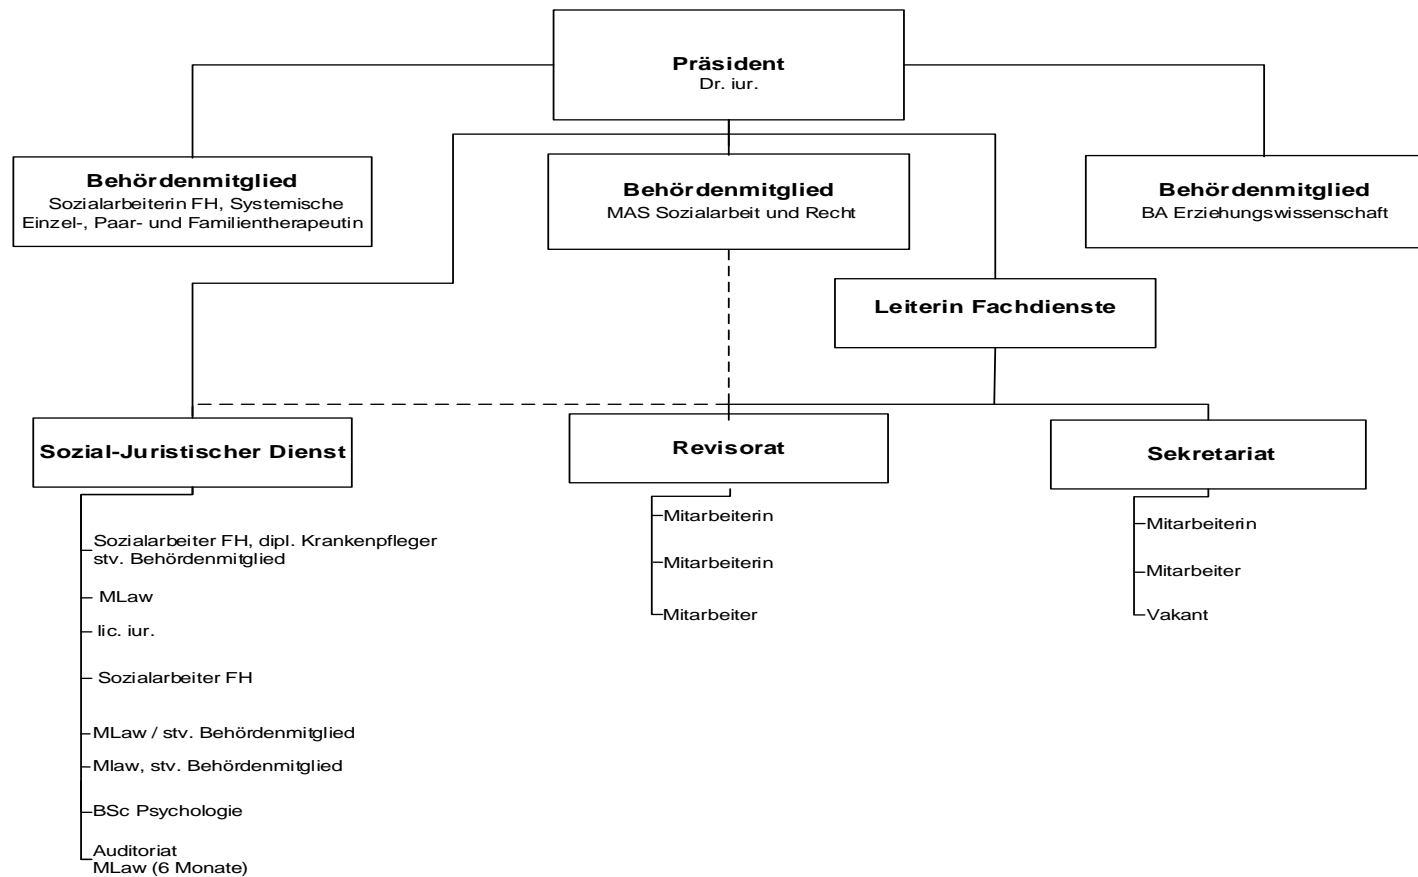 Präsident
Dr. iur.
Behördenmitglied
Sozialarbeiterin FH, Systemische
Einzel-, Paar- und Familientherapeutin
Behördenmitglied
MAS Sozialarbeit und Recht
Behördenmitglied
BA Erziehungswissenschaft
Leiterin Fachdienste
Sozial-Juristischer Dienst
Sozialarbeiter FH, dipl. Krankenpfleger
stv. Behördenmitglied
MLaw
lic. iur.
Sozialarbeiter FH
MLaw / stv. Behördenmitglied
Mlaw, stv. Behördenmitglied
BSc Psychologie
Auditoriat
MLaw (6 Monate)
Revisorat
Mitarbeiterin
Mitarbeiterin
Mitarbeiter
Sekretariat
Mitarbeiterin
Mitarbeiter
Vakant